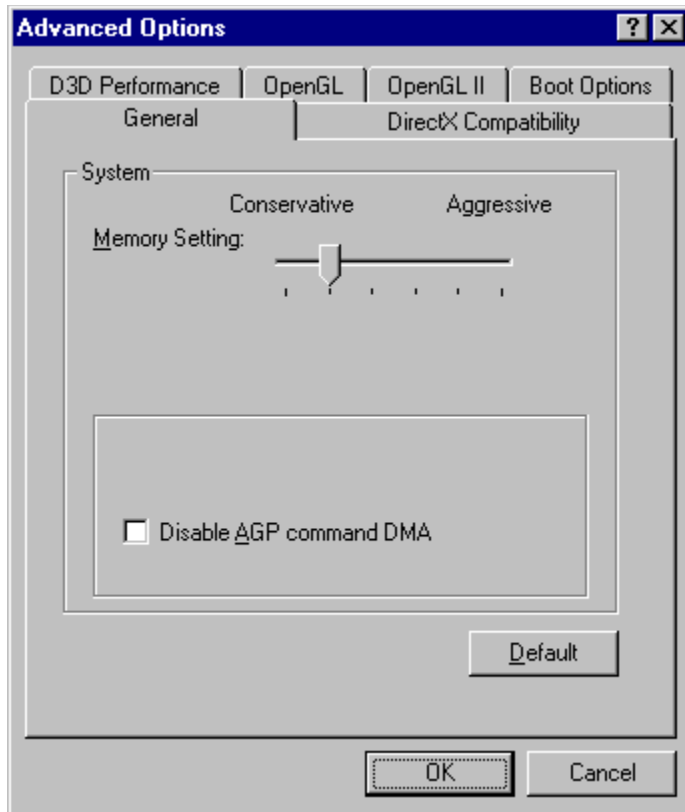 Advanced Options
D3D Performance OpenGL OpenGL II Boot Options
General DirectX Compatibility
System
Conservative Aggressive
Memory Setting:
Disable AGP command DMA
Default
OK Cancel